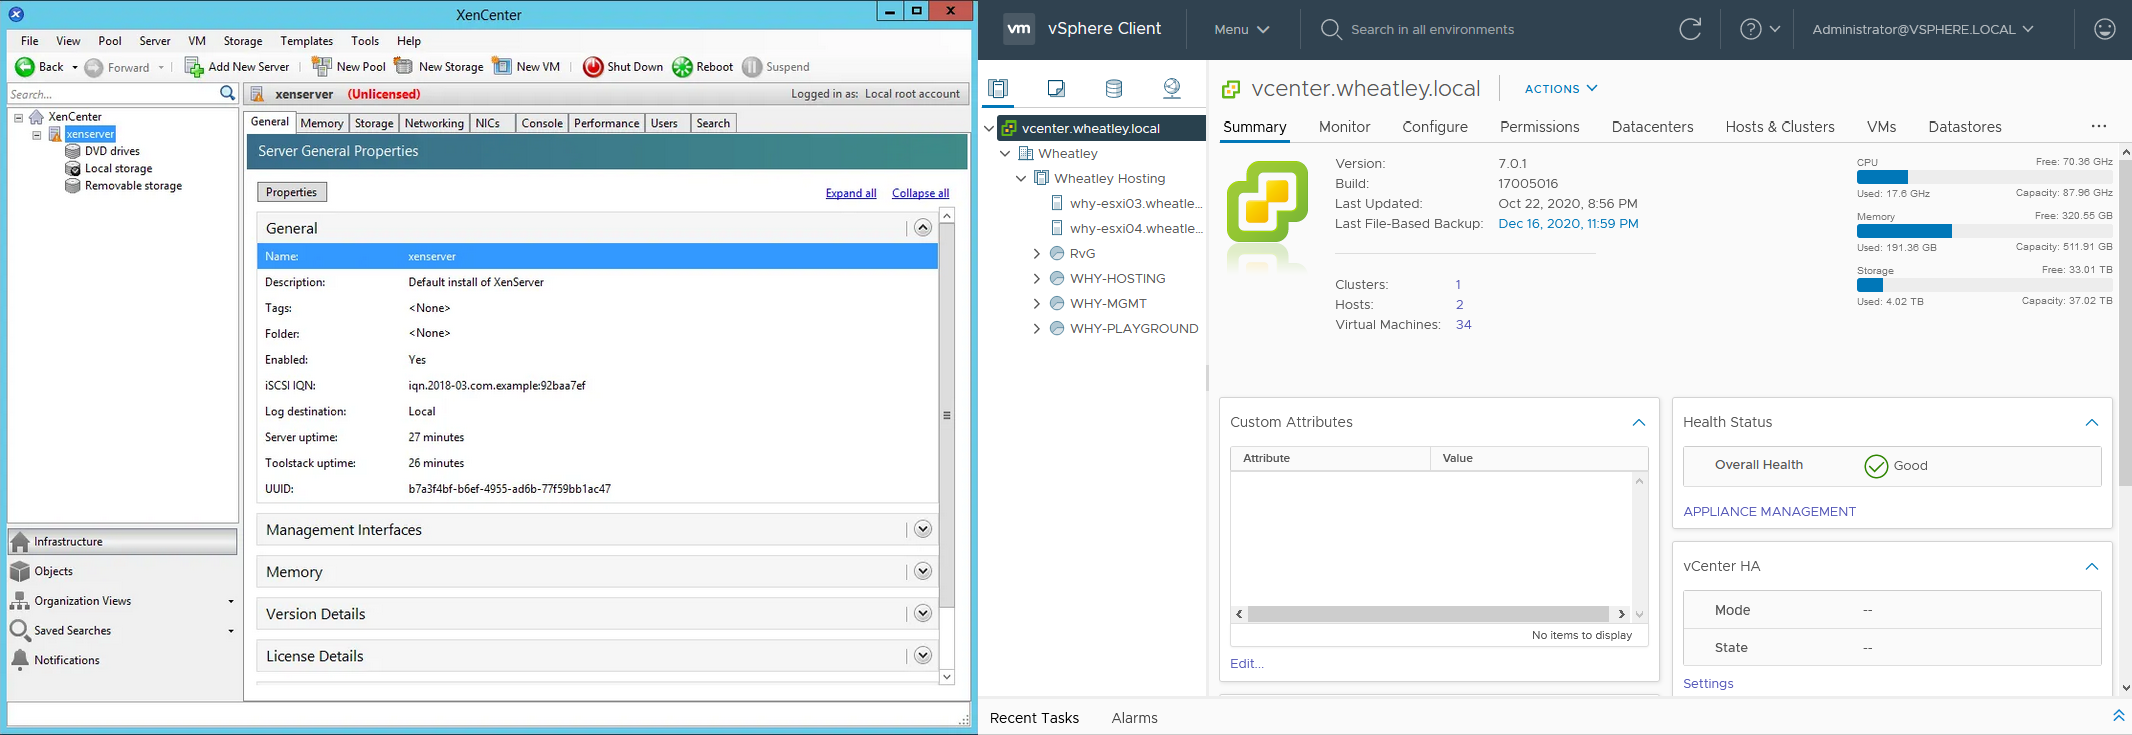 XenCenter
File View Pool Server VM Storage Templates Tools Help
Back Forward Add New Server New Pool New Storage New VM Shut Down Reboot Suspend
Search...
XenCenter
xenserver
DVD drives
Local storage
Removable storage
Infrastructure
Objects
Organization Views
Saved Searches
Notifications
xenserver (Unlicensed) Logged in as: Local root account
General Memory Storage Networking NICs Console Performance Users Search
Server General Properties
Properties Expand all Collapse all
General
Name: xenserver
Description: Default install of XenServer
Tags: <None>
Folder: <None>
Enabled: Yes
iSCSI IQN: iqn.2018-03.com.example:92baa7ef
Log destination: Local
Server uptime: 27 minutes
Toolstack uptime: 26 minutes
UUID: b7a3f4bf-b6ef-4955-ad6b-77f59bb1ac47
Management Interfaces
Memory
Version Details
License Details
vm vSphere Client Menu Search in all environments Administrator@VSPHERE.LOCAL
vcenter.wheatley.local
Wheatley
Wheatley Hosting
why-esxi03.wheatle...
why-esxi04.wheatle...
RvG
WHY-HOSTING
WHY-MGMT
WHY-PLAYGROUND
vcenter.wheatley.local ACTIONS
Summary Monitor Configure Permissions Datacenters Hosts & Clusters VMs Datastores ...
Version: 7.0.1
Build: 17005016
Last Updated: Oct 22, 2020, 8:56 PM
Last File-Based Backup: Dec 16, 2020, 11:59 PM
Clusters: 1
Hosts: 2
Virtual Machines: 34
CPU Free: 70.36 GHz
Used: 17.6 GHz Capacity: 87.96 GHz
Memory Free: 320.55 GB
Used: 191.36 GB Capacity: 511.91 GB
Storage Free: 33.01 TB
Used: 4.02 TB Capacity: 37.02 TB
Custom Attributes
Attribute Value
No items to display
Edit...
Health Status
Overall Health Good
APPLIANCE MANAGEMENT
vCenter HA
Mode --
State --
Settings
Recent Tasks Alarms